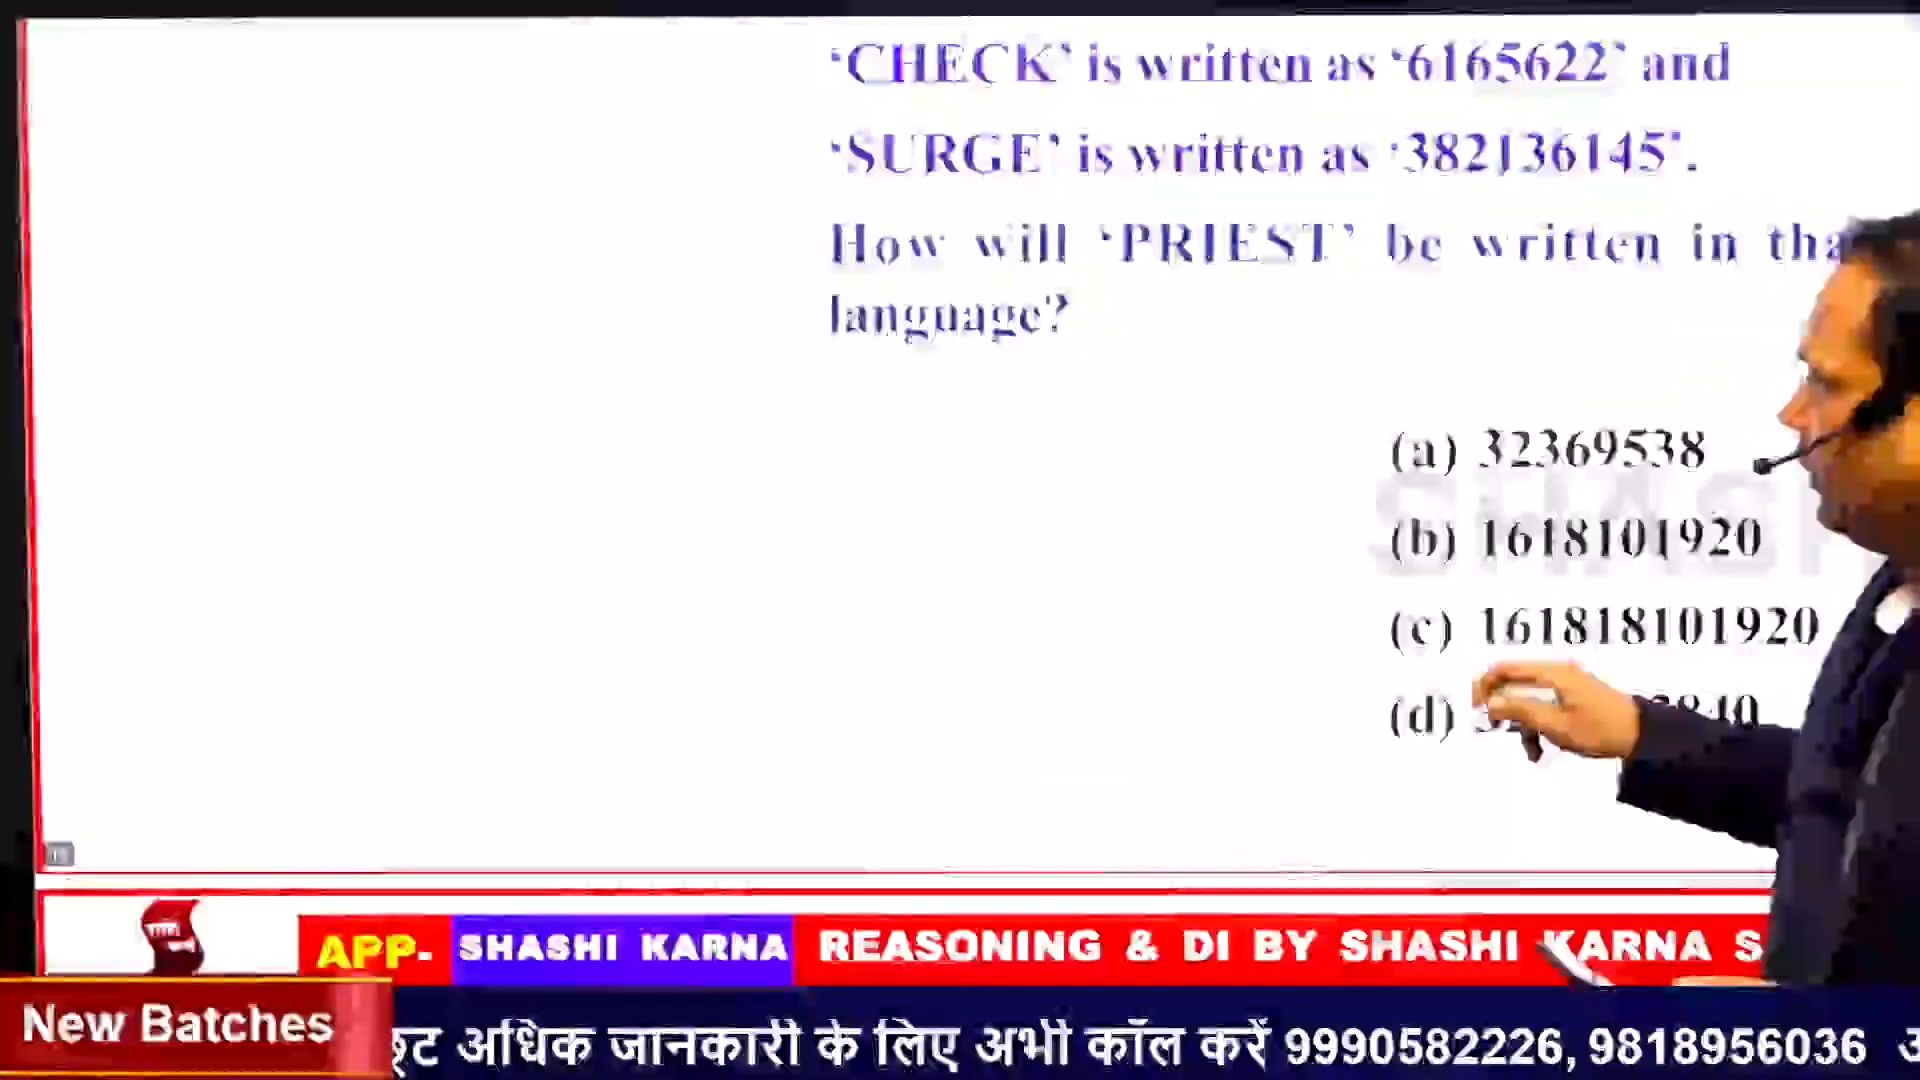 ‘CHECK’ is written as ‘6165622’ and
‘SURGE’ is written as ‘382136145’.
How will ‘PRIEST’ be written in
language?
(a) 32369538
(b) 1618101920
(c) 161818101920
(d)
APP. SHASHI KARNA REASONING & DI BY SHASHI KARNA S
New Batches
छूट अधिक जानकारी के लिए अभी कॉल करें 9990582226, 9818956036